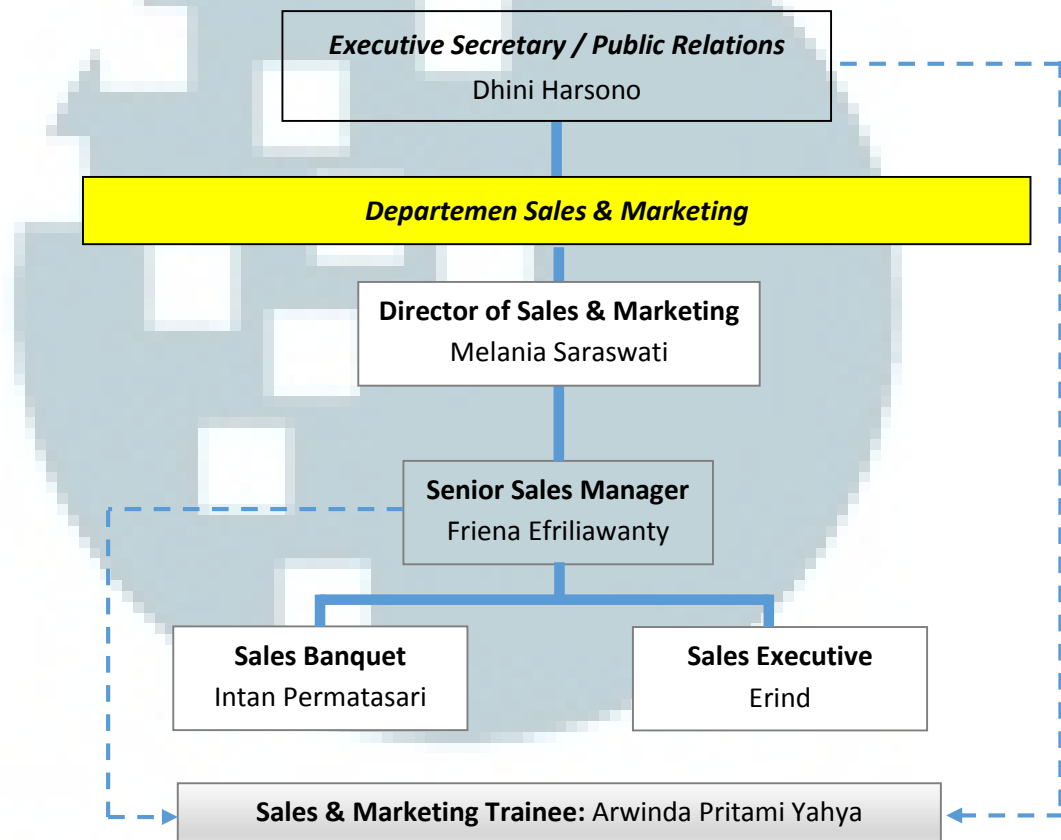 Executive Secretary / Public Relations
Dhini Harsono
Departemen Sales & Marketing
Director of Sales & Marketing
Melania Saraswati
Senior Sales Manager
Friena Efriliawanty
Sales Banquet
Intan Permatasari
Sales Executive
Erind
Sales & Marketing Trainee: Arwinda Pritami Yahya